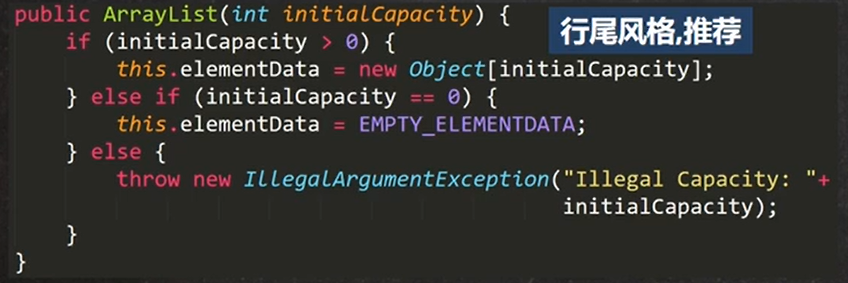 public ArrayList(int initialCapacity) {
行尾风格,推荐
    if (initialCapacity > 0) {
        this.elementData = new Object[initialCapacity];
    } else if (initialCapacity == 0) {
        this.elementData = EMPTY_ELEMENTDATA;
    } else {
        throw new IllegalArgumentException("Illegal Capacity: "+
                                           initialCapacity);
    }
}